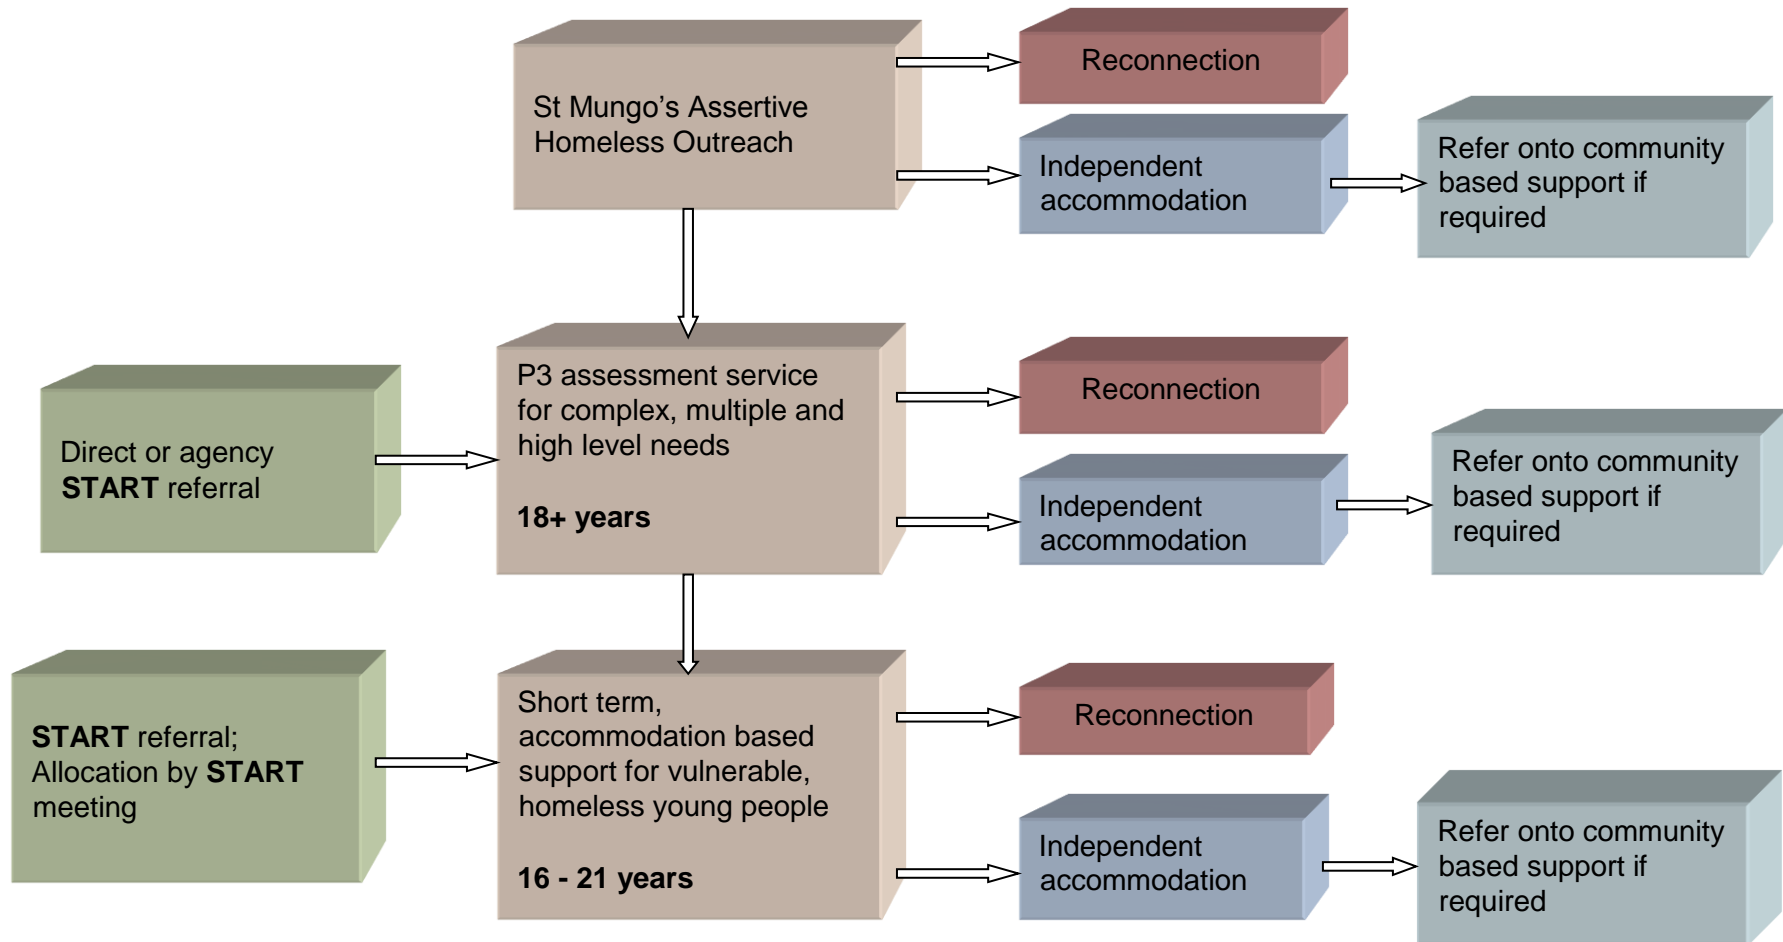 St Mungo’s Assertive
Homeless Outreach
Reconnection
Independent
accommodation
Refer onto community
based support if
required
Direct or agency
START referral
P3 assessment service
for complex, multiple and
high level needs
18+ years
Reconnection
Independent
accommodation
Refer onto community
based support if
required
START referral;
Allocation by START
meeting
Short term,
accommodation based
support for vulnerable,
homeless young people
16 - 21 years
Reconnection
Independent
accommodation
Refer onto community
based support if
required